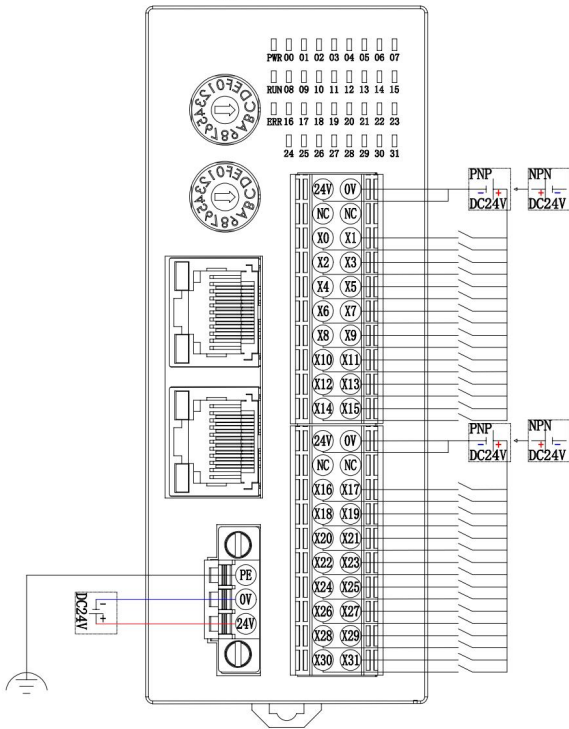 PWR 00 01 02 03 04 05 06 07
RUN 08 09 10 11 12 13 14 15
ERR 16 17 18 19 20 21 22 23
24 25 26 27 28 29 30 31
0123456789ABCDEF
0123456789ABCDEF
24V 0V
NC NC
X0 X1
X2 X3
X4 X5
X6 X7
X8 X9
X10 X11
X12 X13
X14 X15
PNP
- +
DC24V
NPN
+ -
DC24V
24V 0V
NC NC
X16 X17
X18 X19
X20 X21
X22 X23
X24 X25
X26 X27
X28 X29
X30 X31
PNP
- +
DC24V
NPN
+ -
DC24V
PE
0V
24V
DC24V
- +